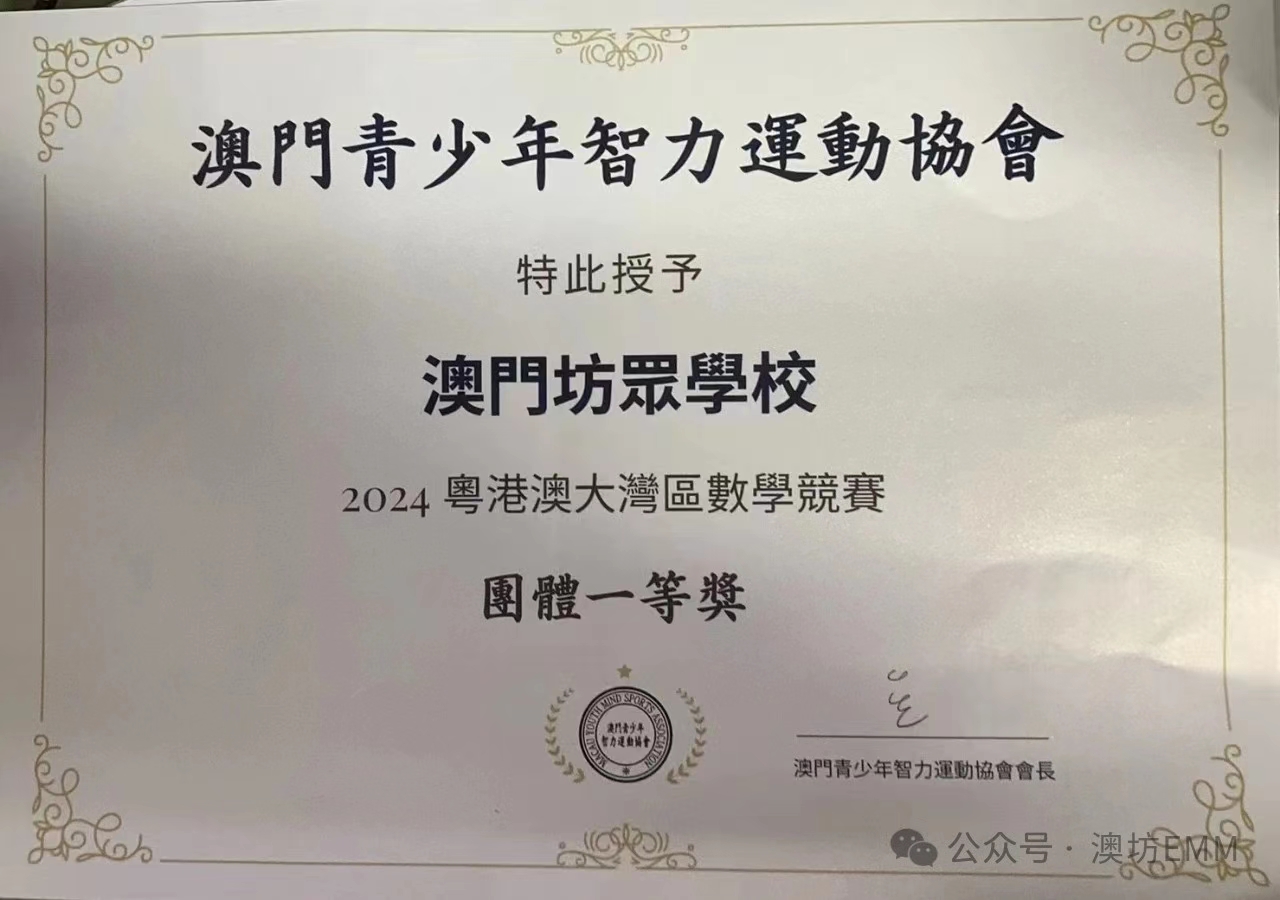 澳門青少年智力運動協會
特此授予
澳門坊眾學校
2024 粵港澳大灣區數學競賽
團體一等獎
MACAU YOUTH MIND SPORTS ASSOCIATION
澳門青少年
智力運動協會
澳門青少年智力運動協會會長
公众号 · 澳坊EMM